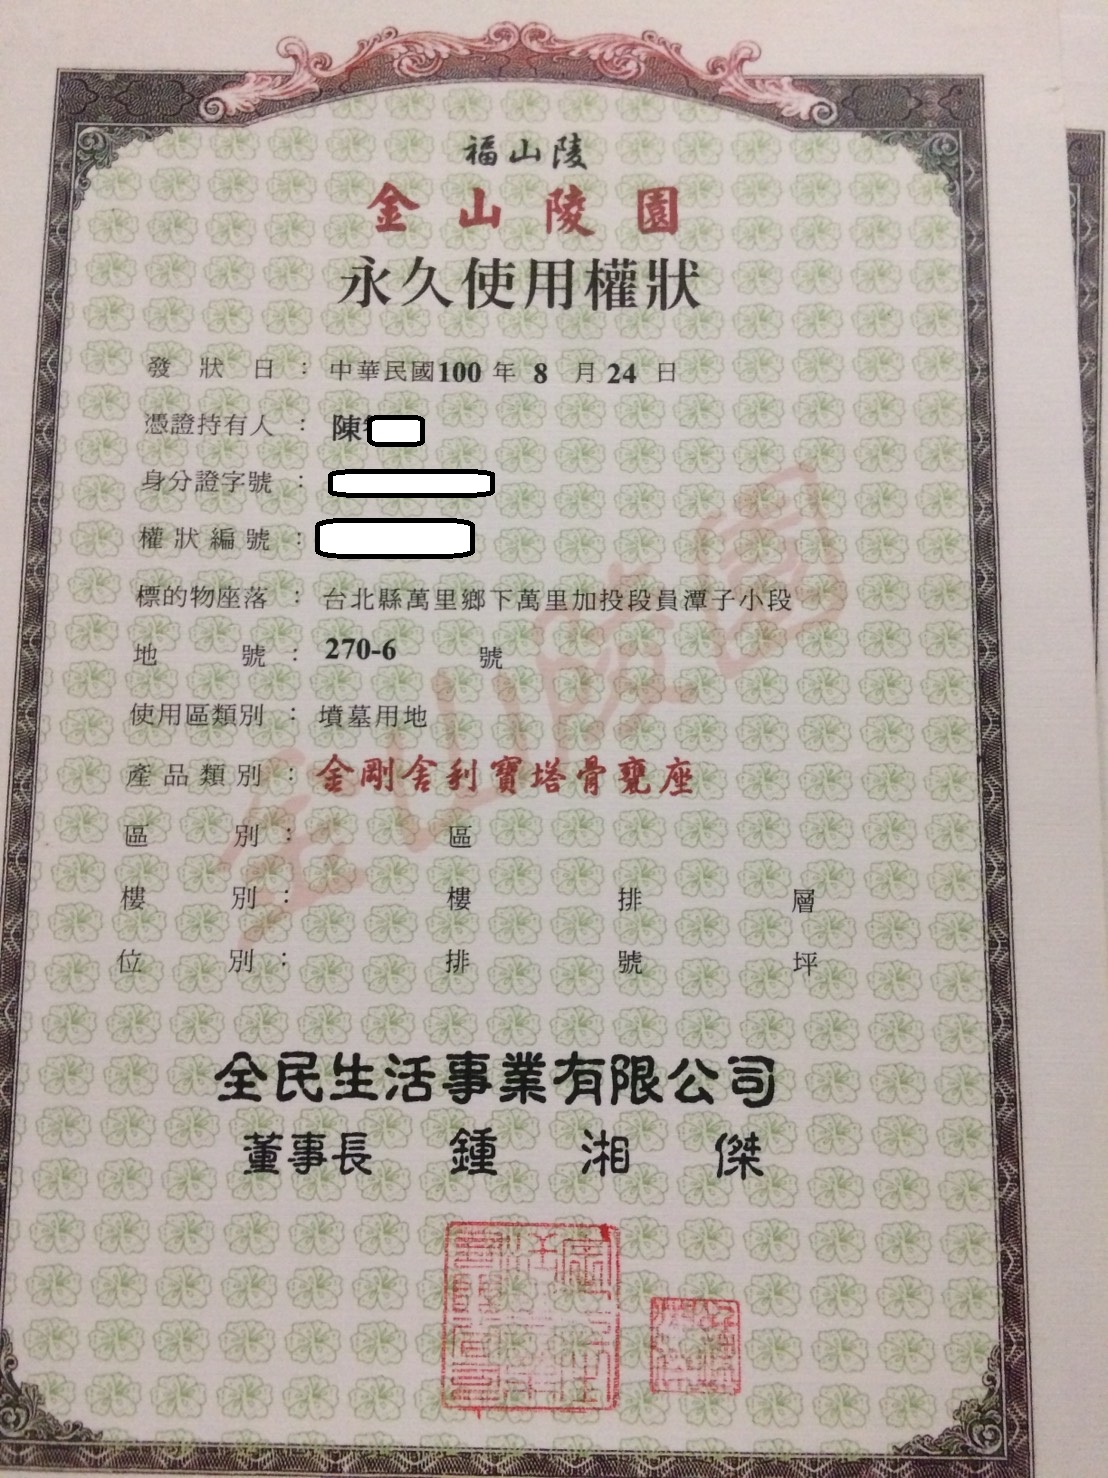 福山陵
金山陵園
永久使用權狀
發狀日：中華民國100年8月24日
憑證持有人：陳
身分證字號：
權狀編號：
標的物座落：台北縣萬里鄉下萬里加投段員潭子小段
地號：270-6號
使用區類別：墳墓用地
產品類別：金剛舍利寶塔骨甕座
區別：區
樓別：樓排層
位別：排號坪
金山陵園
全民生活事業有限公司
董事長 鍾湘傑